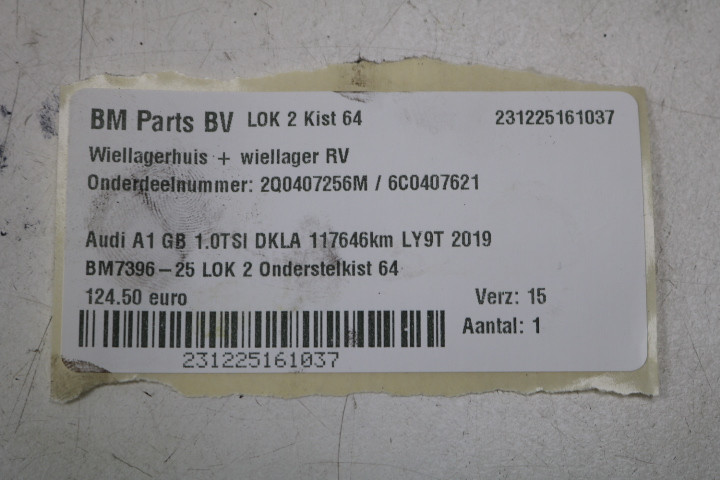 BM Parts BV LOK 2 Kist 64 231225161037
Wiellagerhuis + wiellager RV
Onderdeelnummer: 2Q0407256M / 6C0407621
Audi A1 GB 1.0TSI DKLA 117646km LY9T 2019
BM7396-25 LOK 2 Onderstelkist 64
124.50 euro Verz: 15
Aantal: 1
231225161037